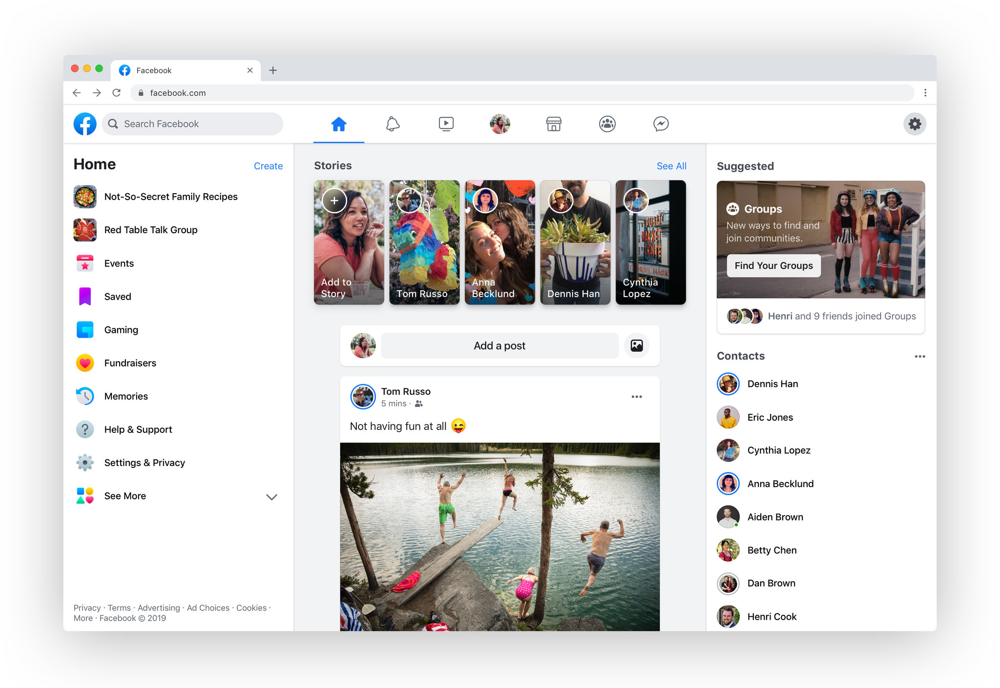 Facebook
facebook.com
Search Facebook
Home
Create
Not-So-Secret Family Recipes
Red Table Talk Group
Events
Saved
Gaming
Fundraisers
Memories
Help & Support
Settings & Privacy
See More
Privacy · Terms · Advertising · Ad Choices · Cookies ·
More · Facebook © 2019
Stories
See All
Add to
Story
Tom Russo
Anna
Becklund
Dennis Han
PUBLIC
MARKET
CENTE
Cynthia
Lopez
Add a post
Tom Russo
5 mins ·
Not having fun at all 😜
Suggested
Groups
New ways to find and
join communities.
Find Your Groups
Henri and 9 friends joined Groups
Contacts
Dennis Han
Eric Jones
Cynthia Lopez
Anna Becklund
Aiden Brown
Betty Chen
Dan Brown
Henri Cook